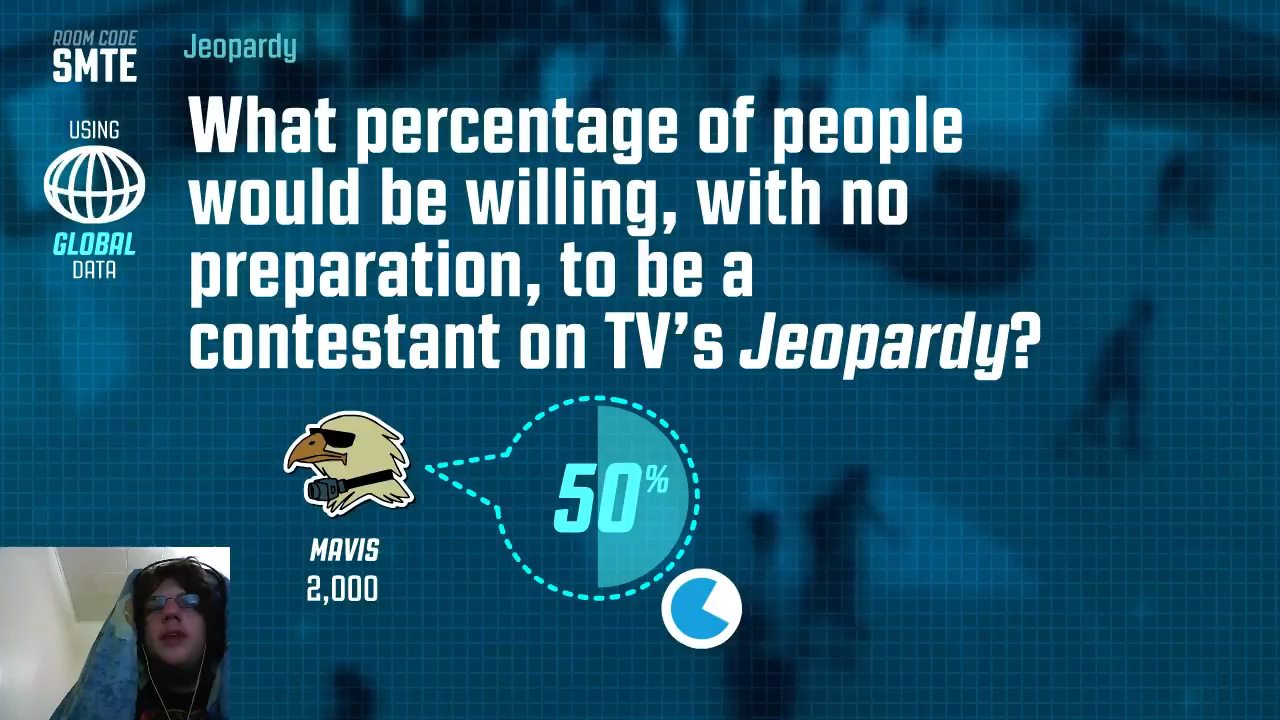 ROOM CODE
SMTE
USING
GLOBAL
DATA
Jeopardy
What percentage of people
would be willing, with no
preparation, to be a
contestant on TV's Jeopardy?
50%
MAVIS
2,000